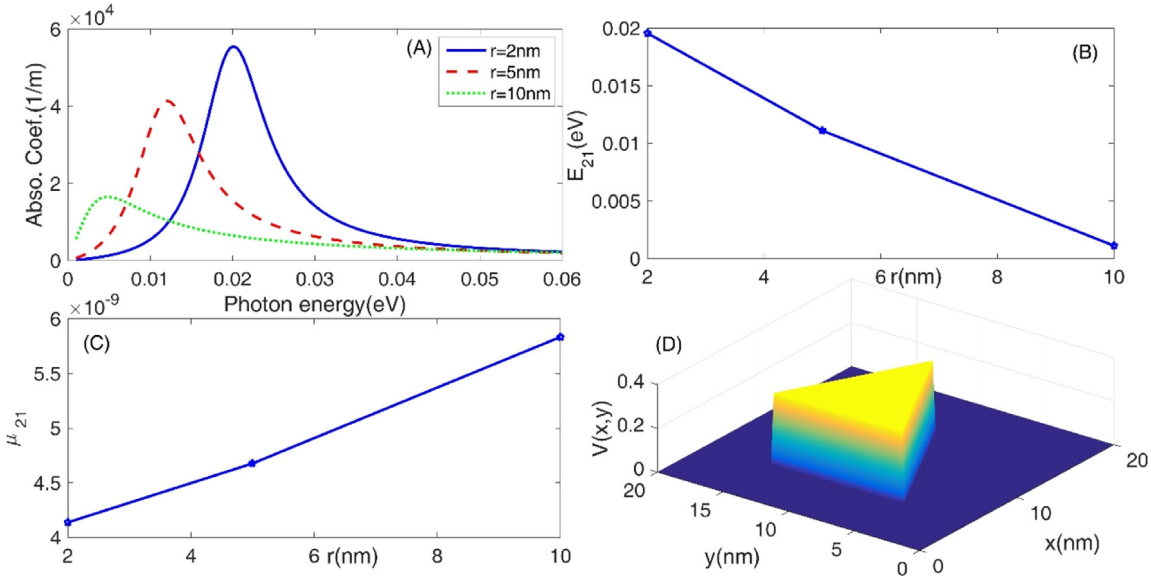 ×10⁴
6
4
2
0
Abso. Coef.(1/m)
(A)
r=2nm
r=5nm
r=10nm
0 0.01 0.02 0.03 0.04 0.05 0.06
Photon energy(eV)
0.02
0.015
0.01
0.005
0
E₂₁(eV)
(B)
2 4 6 8 10
r(nm)
×10⁻⁹
6
5.5
5
4.5
4
μ₂₁
(C)
2 4 6 8 10
r(nm)
(D)
0.4
0.2
0
V(x,y)
20 15 10 5 0
y(nm)
0 10 20
x(nm)